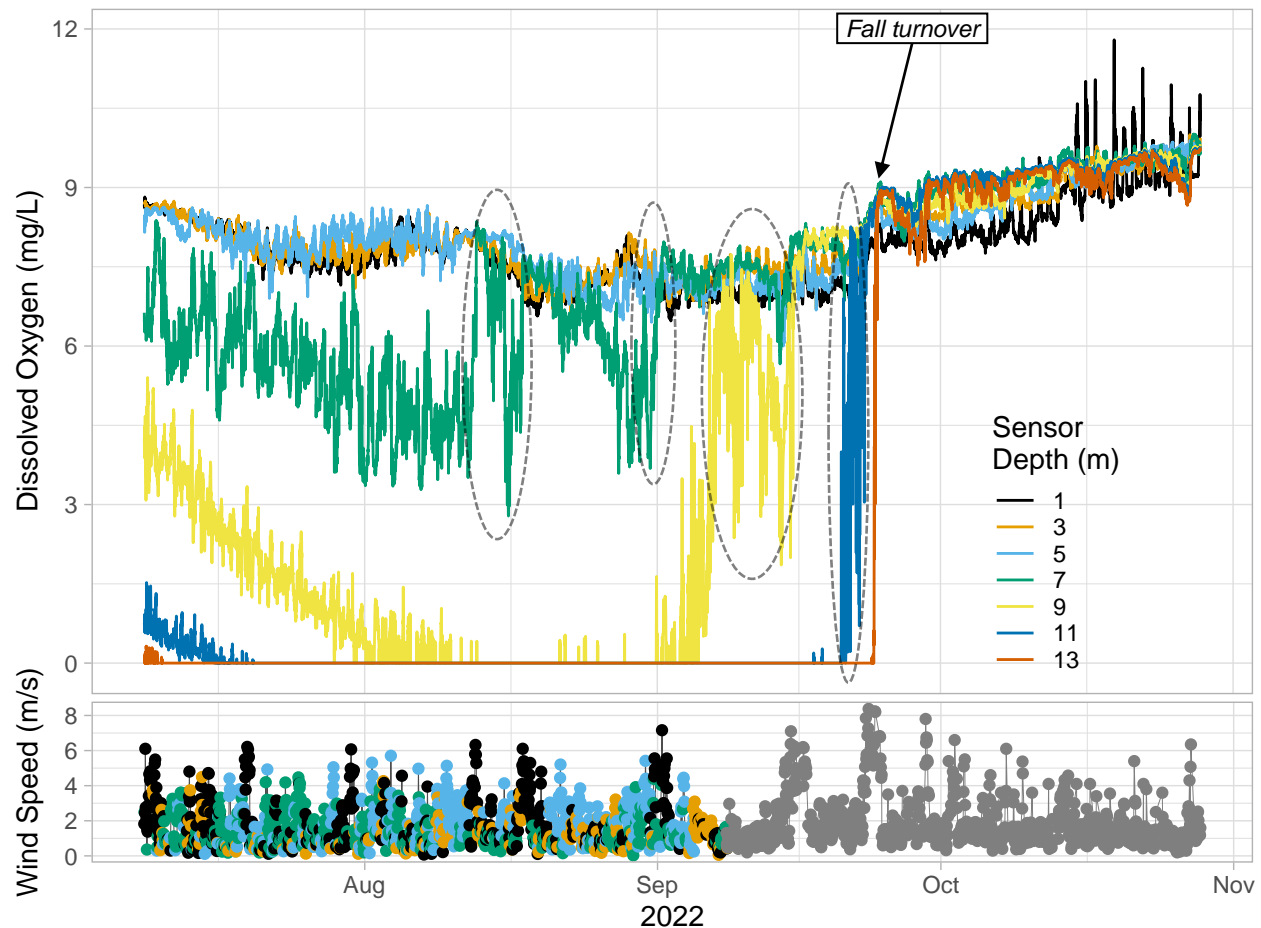 Fall turnover
12
9
6
3
0
Dissolved Oxygen (mg/L)
Sensor
Depth (m)
1
3
5
7
9
11
13
8
6
4
2
0
Wind Speed (m/s)
Aug
Sep
Oct
Nov
2022